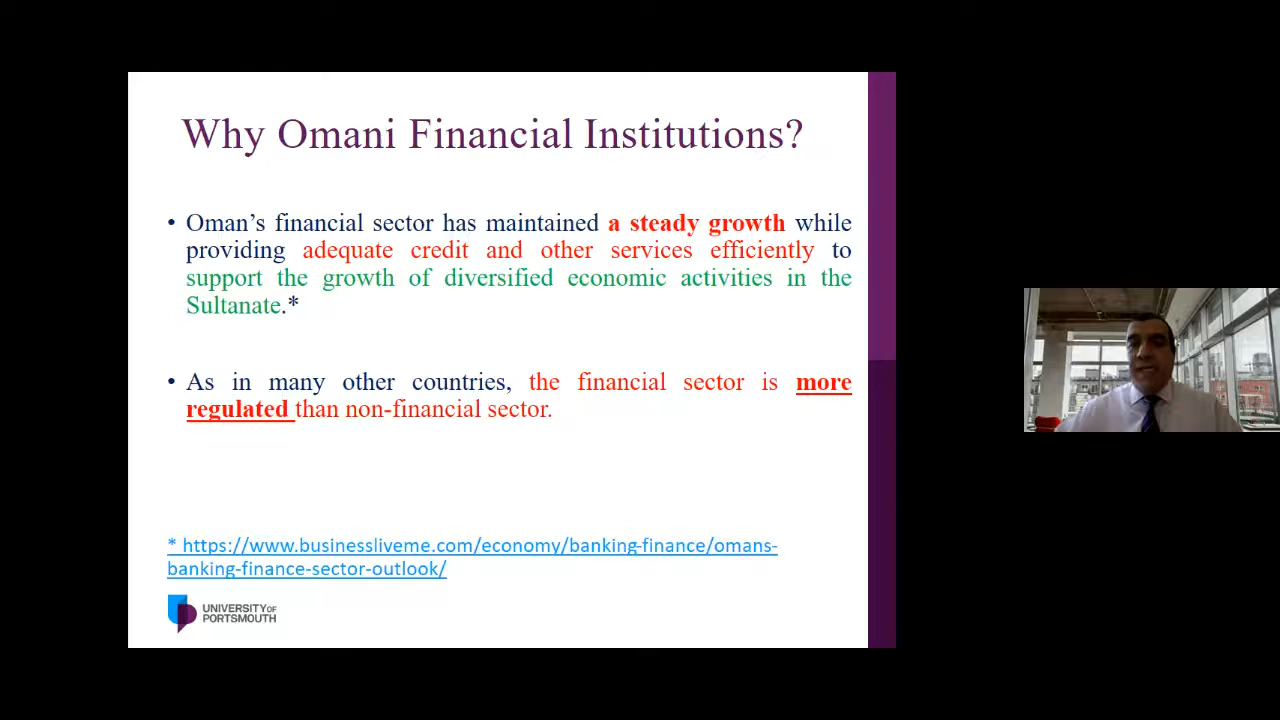 Why Omani Financial Institutions?
• Oman’s financial sector has maintained a steady growth while
providing adequate credit and other services efficiently to
support the growth of diversified economic activities in the
Sultanate.*
• As in many other countries, the financial sector is more
regulated than non-financial sector.
* https://www.businessliveme.com/economy/banking-finance/omans-
banking-finance-sector-outlook/
UNIVERSITY OF
PORTSMOUTH